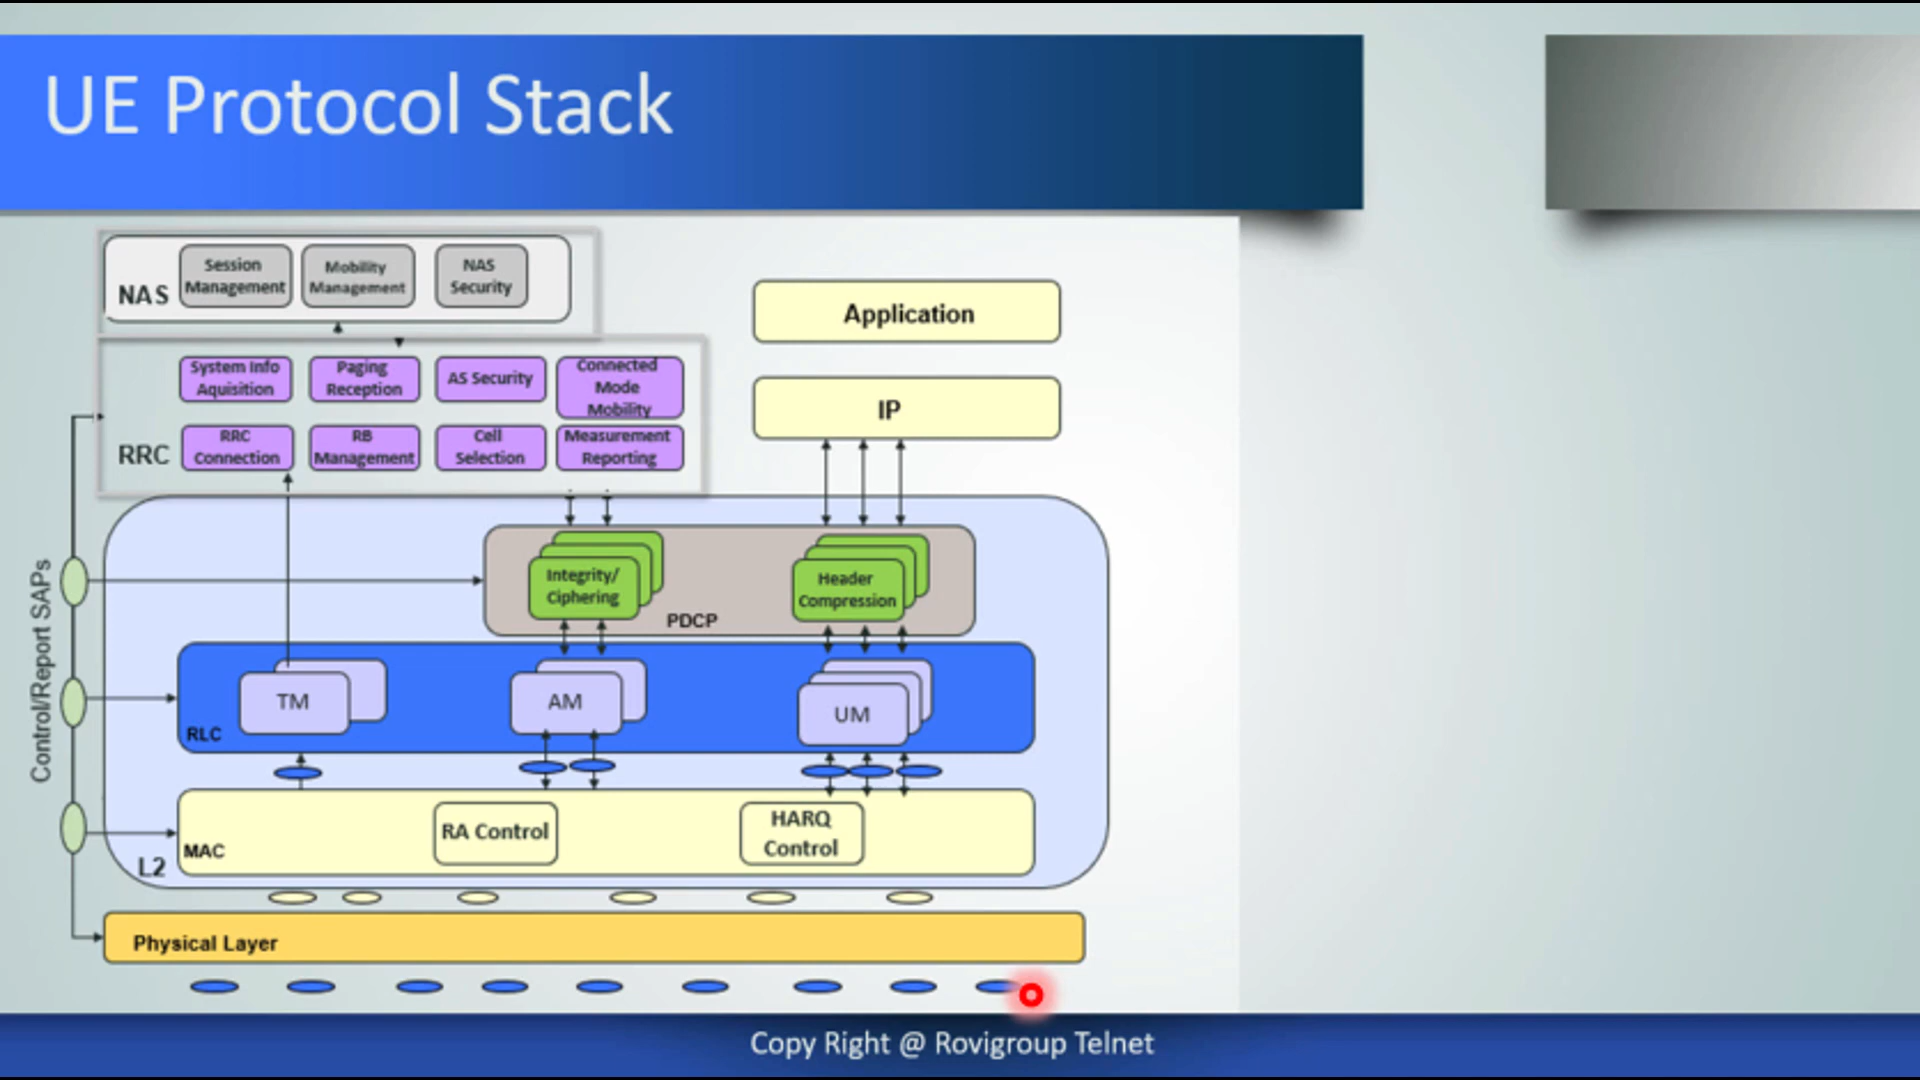 UE Protocol Stack
NAS
Session
Management
Mobility
Management
NAS
Security
Application
System Info
Aquisition
Paging
Reception
AS Security
Connected
Mode
Mobility
IP
RRC
RRC
Connection
RB
Management
Cell
Selection
Measurement
Reporting
Control/Report SAPs
Integrity/
Ciphering
Header
Compression
PDCP
TM
AM
UM
RLC
RA Control
HARQ
Control
MAC
L2
Physical Layer
Copy Right @ Rovigroup Telnet